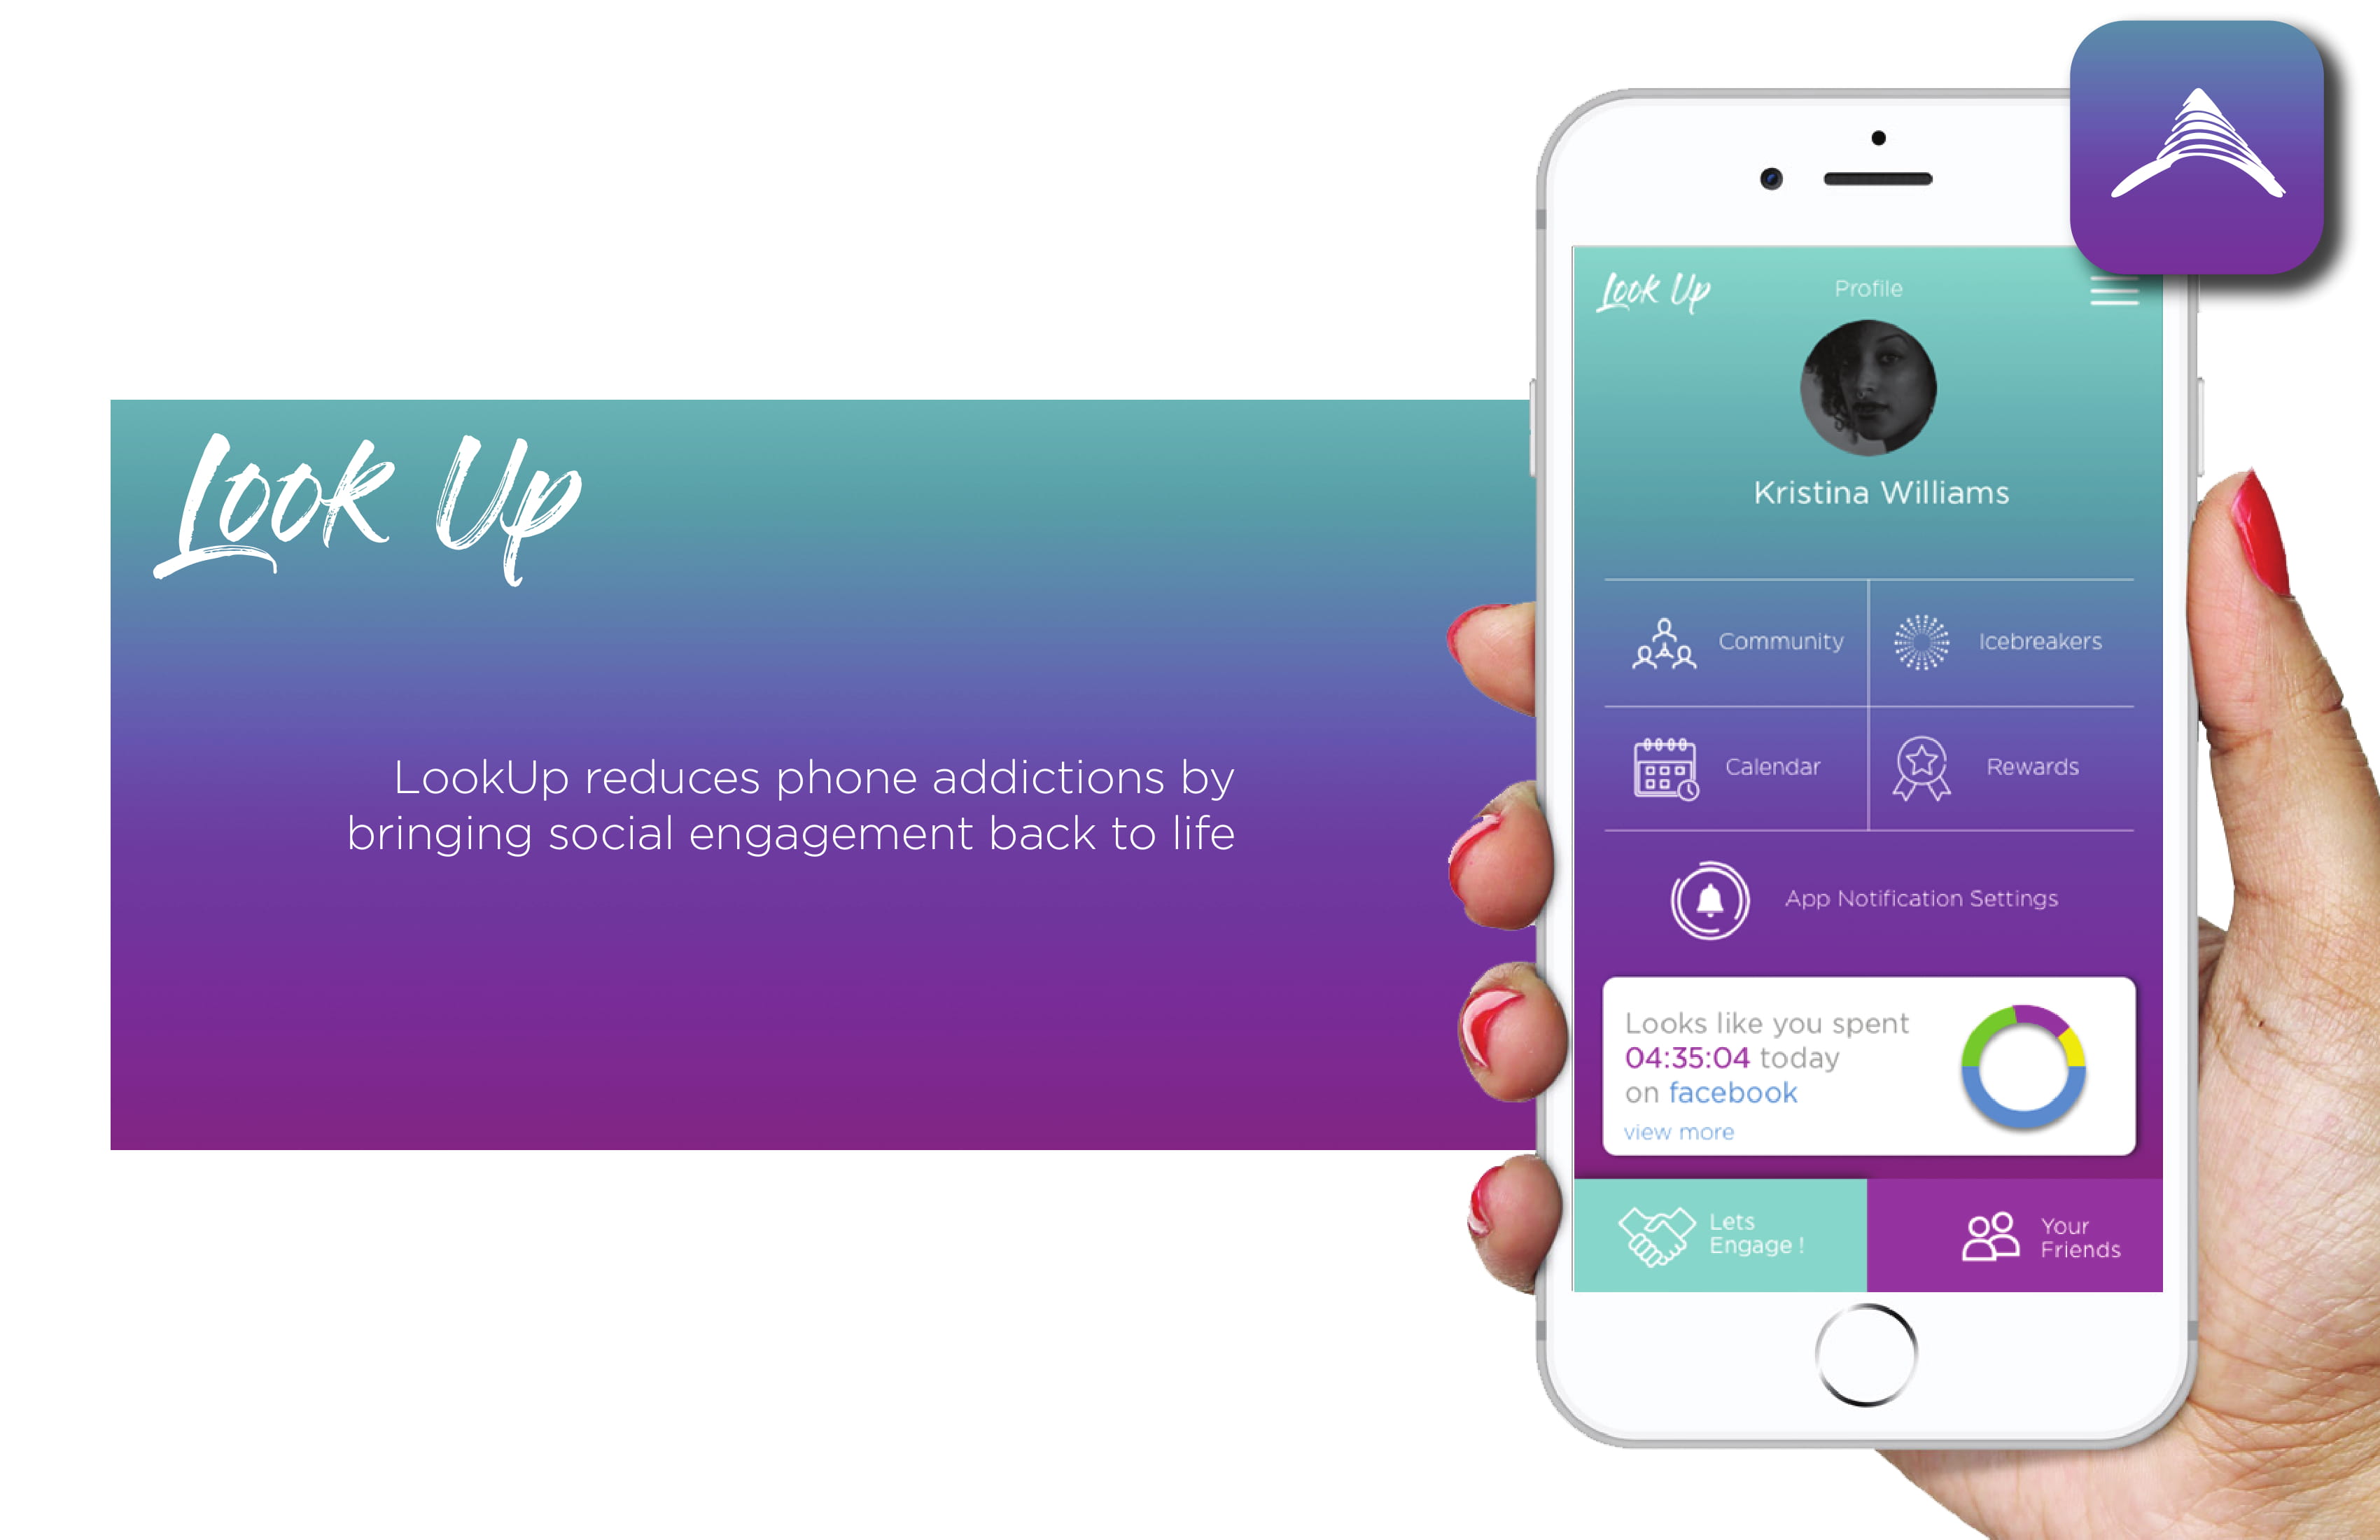 Look Up
LookUp reduces phone addictions by
bringing social engagement back to life
Look Up
Profile
Kristina Williams
Community
Icebreakers
Calendar
Rewards
App Notification Settings
Looks like you spent
04:35:04 today
on facebook
view more
Lets
Engage !
Your
Friends